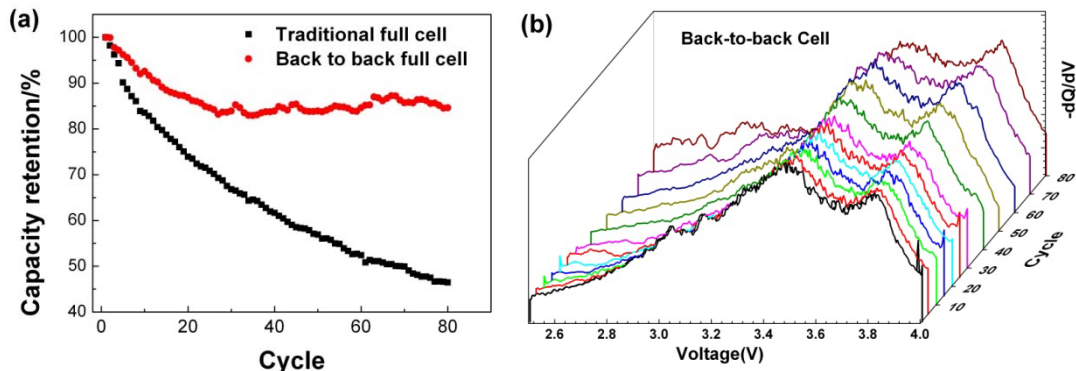 (a)
Traditional full cell
Back to back full cell
Capacity retention/%
100
90
80
70
60
50
40
0
20
40
60
80
Cycle
(b)
Back-to-back Cell
-dQ/dV
80
70
60
50
40
30
20
10
Cycle
2.6
3.0
3.2
3.4
3.6
3.8
4.0
Voltage(V)